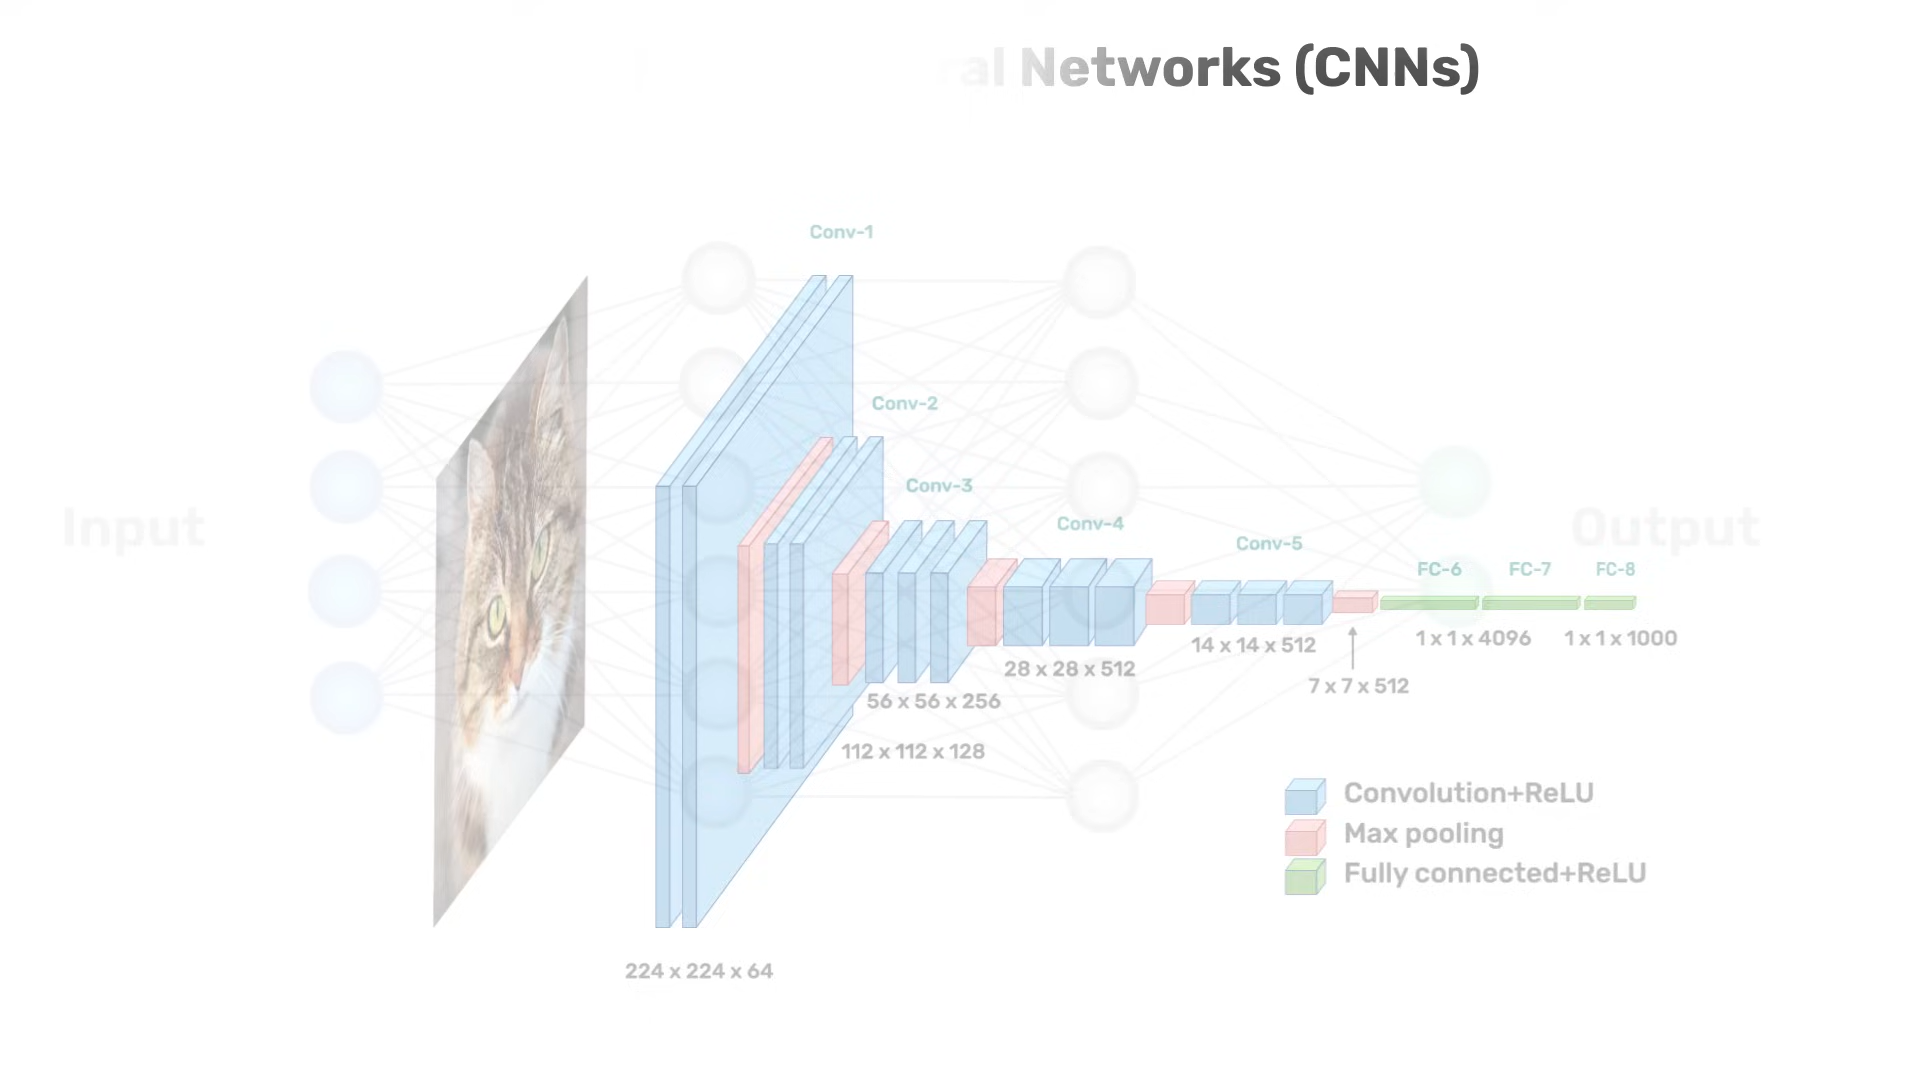 al Networks (CNNs)
Conv-1
Conv-2
Conv-3
Conv-4
Conv-5
FC-6
FC-7
FC-8
Input
Output
1 x 1 x 4096
1 x 1 x 1000
14 x 14 x 512
28 x 28 x 512
7 x 7 x 512
56 x 56 x 256
112 x 112 x 128
Convolution+ReLU
Max pooling
Fully connected+ReLU
224 x 224 x 64